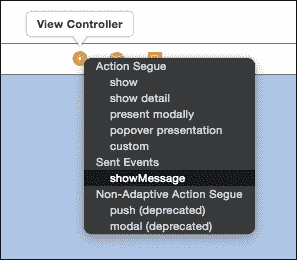 View Controller
Action Segue
show
show detail
present modally
popover presentation
custom
Sent Events
showMessage
Non-Adaptive Action Segue
push (deprecated)
modal (deprecated)